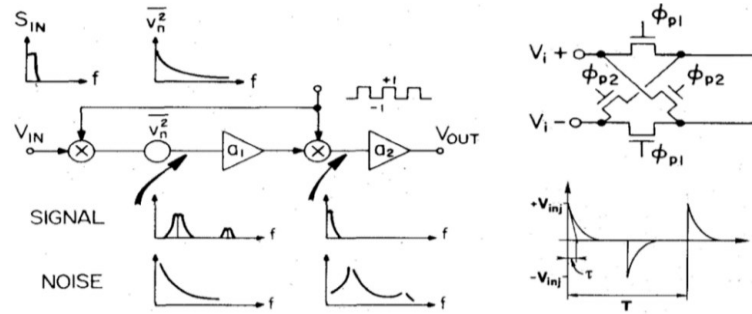 S_IN
v_n^2
f
f
+1
-1
V_IN
v_n^2
a_1
a_2
V_OUT
SIGNAL
f
f
NOISE
f
f
ϕ_p1
V_i+
ϕ_p2
ϕ_p2
V_i-
ϕ_p1
+V_inj
τ
-V_inj
T